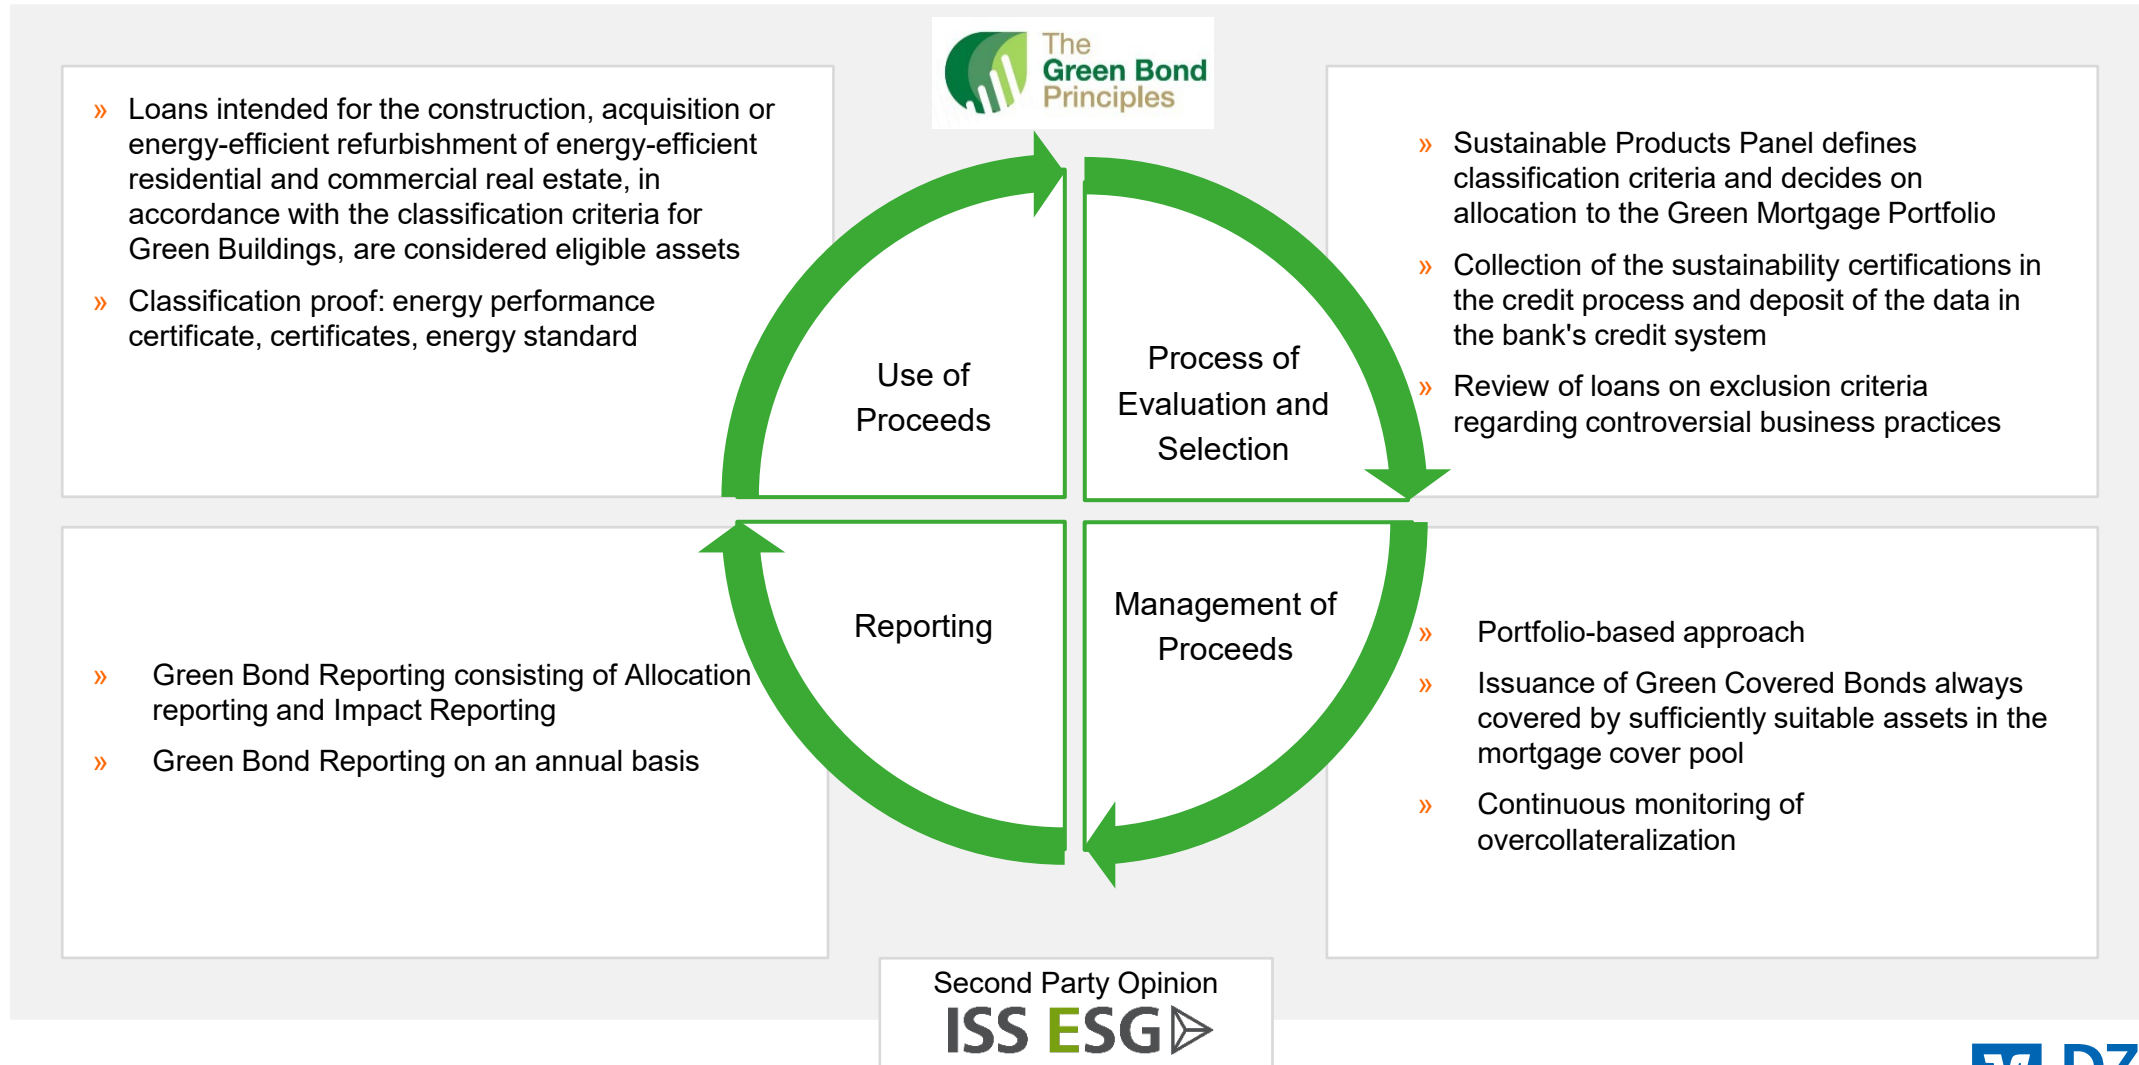 The
Green Bond
Principles
» Loans intended for the construction, acquisition or
energy-efficient refurbishment of energy-efficient
residential and commercial real estate, in
accordance with the classification criteria for
Green Buildings, are considered eligible assets
» Classification proof: energy performance
certificate, certificates, energy standard
Use of
Proceeds
Process of
Evaluation and
Selection
» Sustainable Products Panel defines
classification criteria and decides on
allocation to the Green Mortgage Portfolio
» Collection of the sustainability certifications in
the credit process and deposit of the data in
the bank's credit system
» Review of loans on exclusion criteria
regarding controversial business practices
Reporting
» Green Bond Reporting consisting of Allocation
reporting and Impact Reporting
» Green Bond Reporting on an annual basis
Management of
Proceeds
» Portfolio-based approach
» Issuance of Green Covered Bonds always
covered by sufficiently suitable assets in the
mortgage cover pool
» Continuous monitoring of
overcollateralization
Second Party Opinion
ISS ESG
DZ